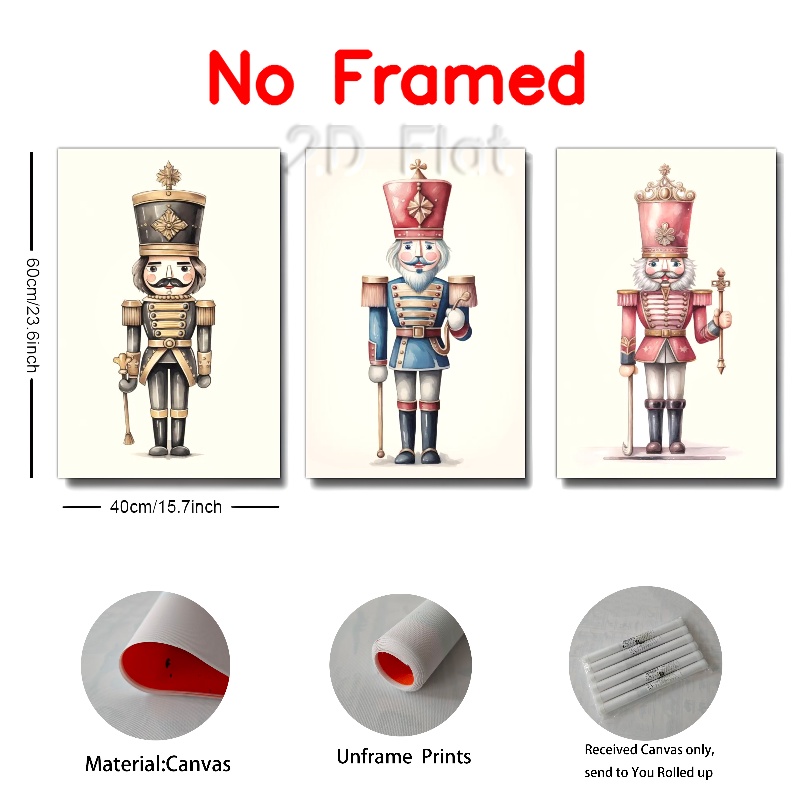 No Framed
2D Flat
60cm/23.6inch
40cm/15.7inch
Material:Canvas
Unframe Prints
Received Canvas only,
send to You Rolled up